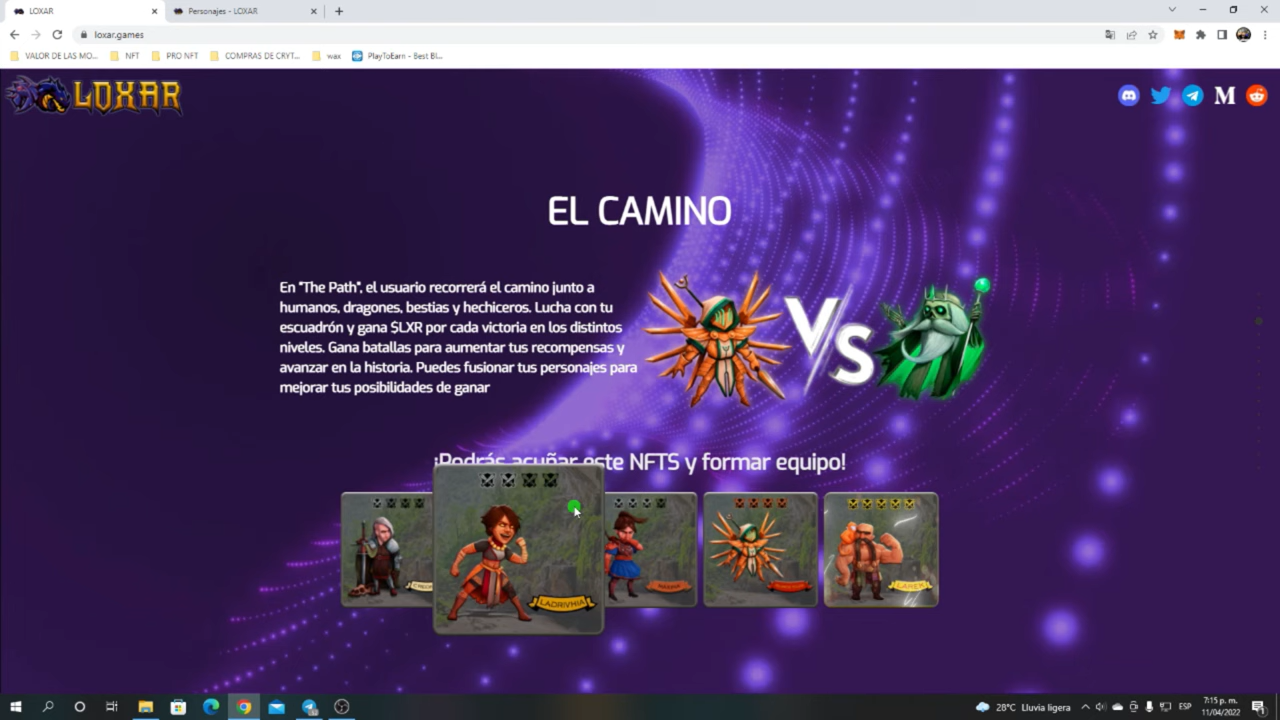 LOXAR
Personajes - LOXAR
loxar.games
VALOR DE LAS MO...
NFT
PRO NFT
COMPRAS DE CRYT...
wax
PlayToEarn - Best Bl...
LOXAR
EL CAMINO
En "The Path", el usuario recorrerá el camino junto a
humanos, dragones, bestias y hechiceros. Lucha con tu
escuadrón y gana $LXR por cada victoria en los distintos
niveles. Gana batallas para aumentar tus recompensas y
avanzar en la historia. Puedes fusionar tus personajes para
mejorar tus posibilidades de ganar
VS
¡Podrás acuñar este NFTS y formar equipo!
LADRIVHIA
LAREK
28°C Lluvia ligera
ESP
7:15 p. m.
11/04/2022